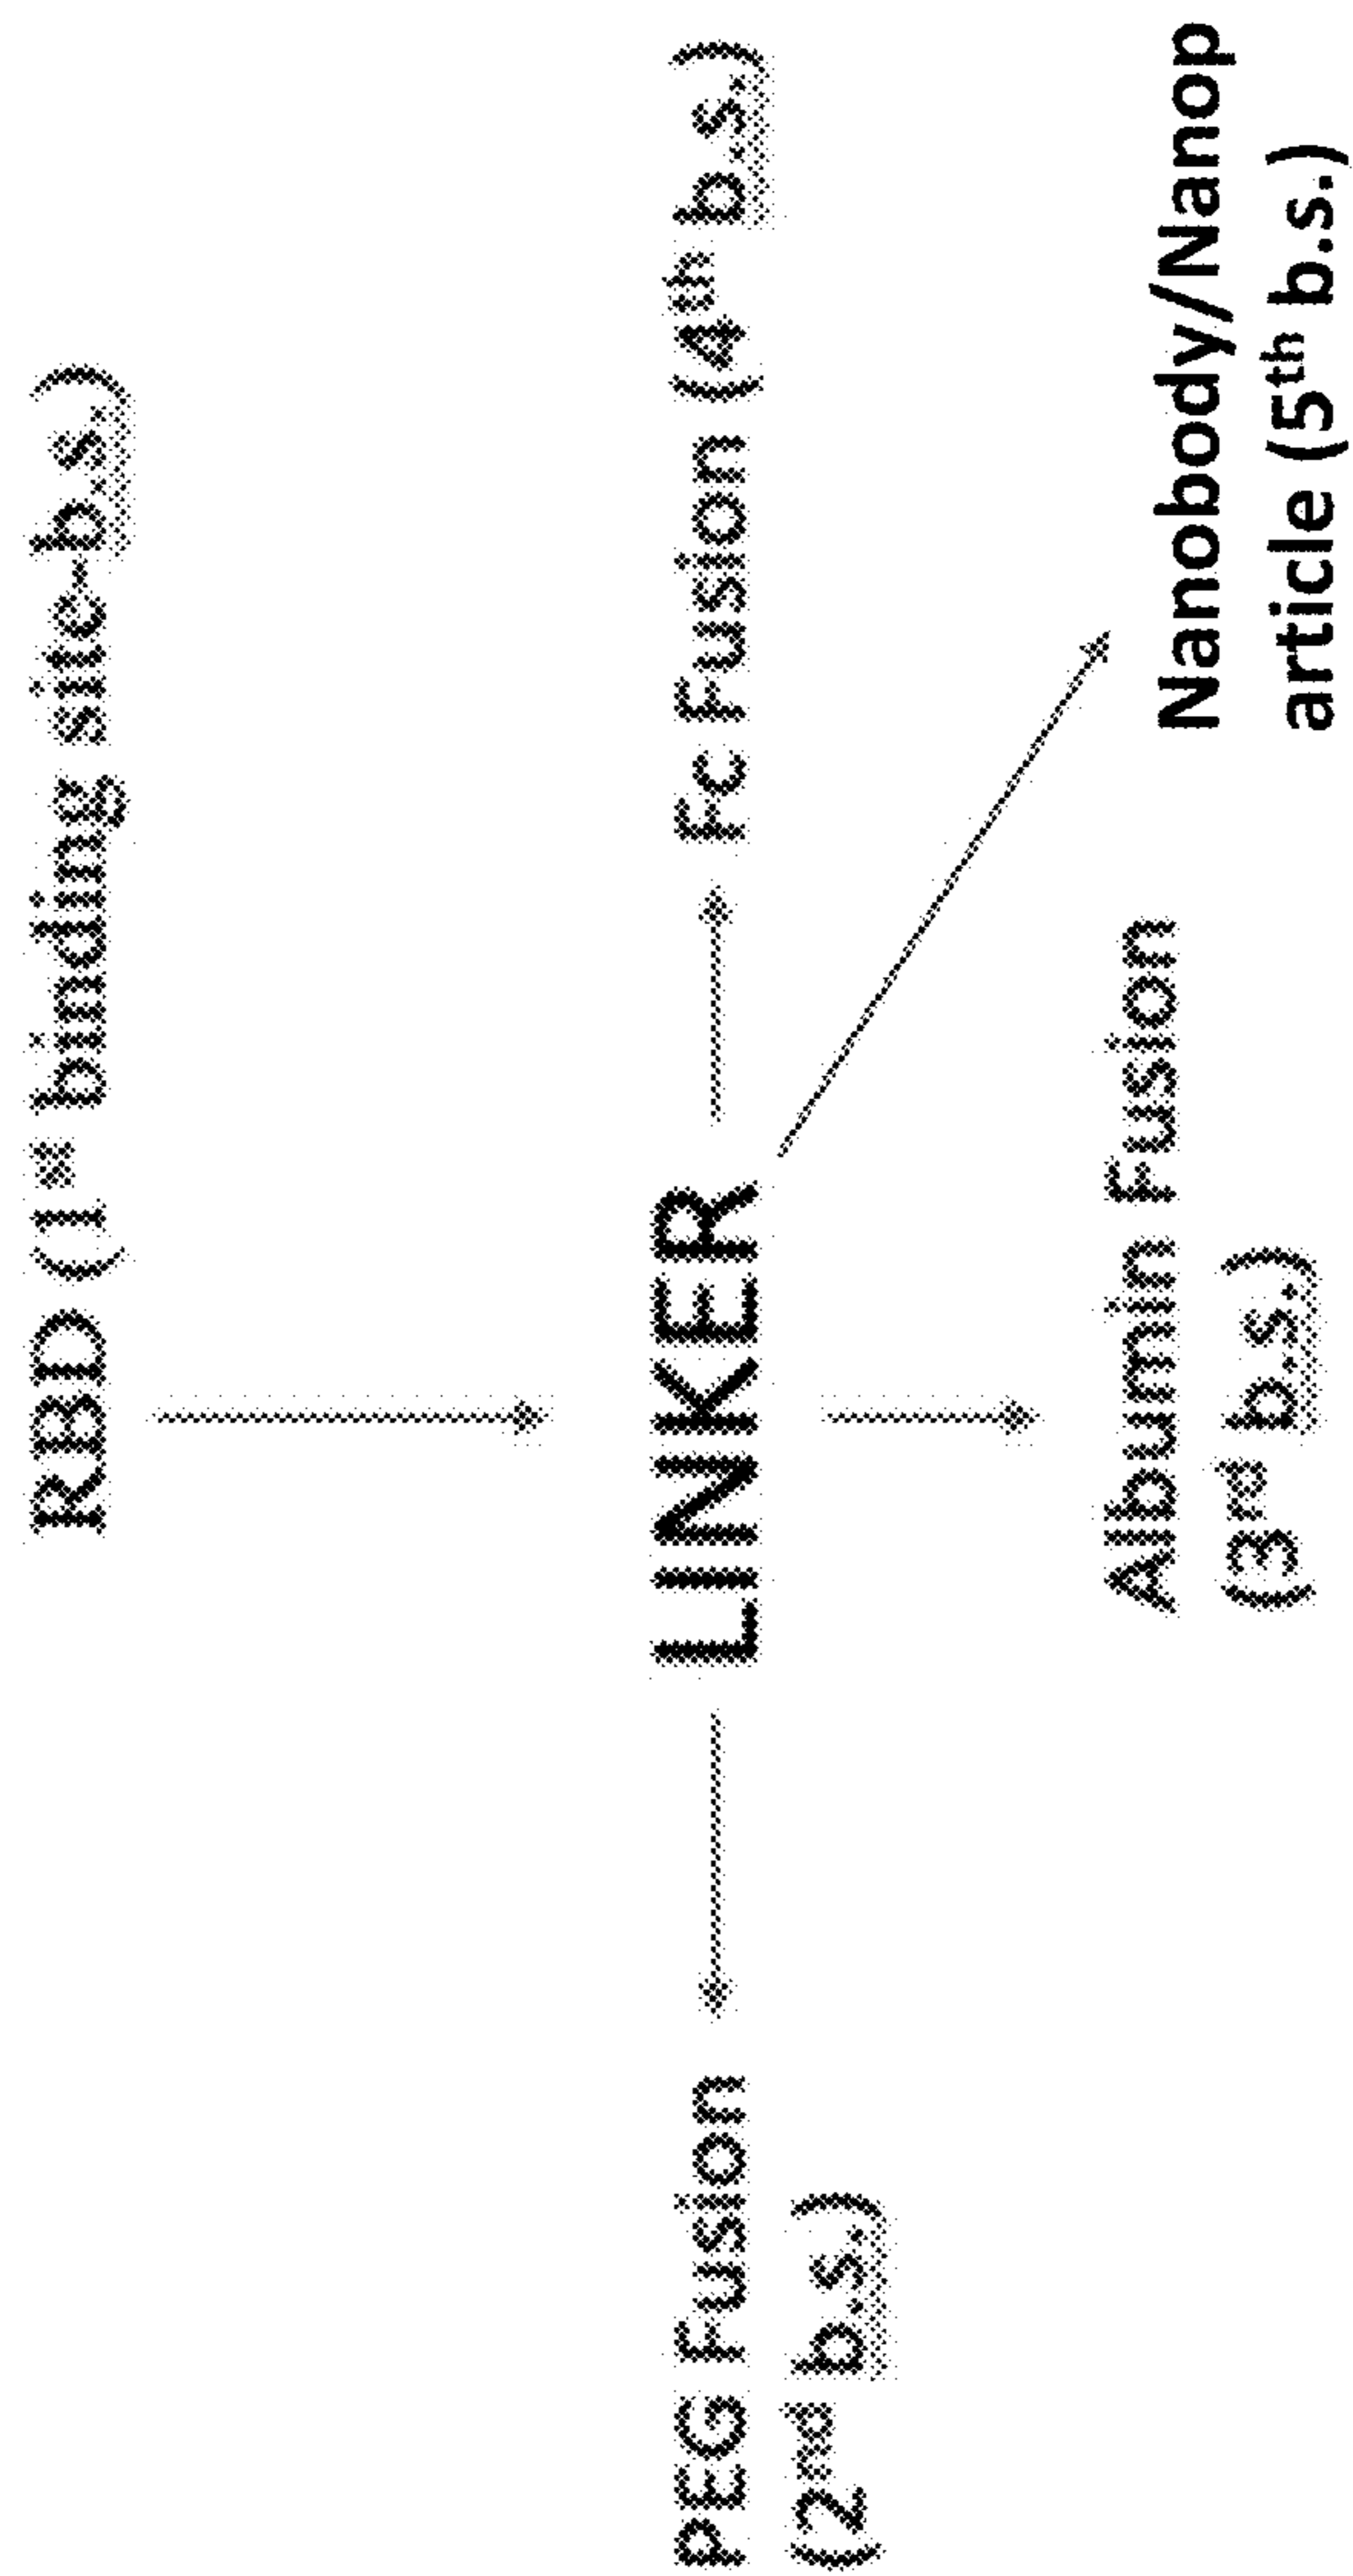 RBD (1st binding site-b.s.)
PEG Fusion
(2nd b.s.)
LINKER
Fc Fusion (4th b.s.)
Albumin Fusion
(3rd b.s.)
Nanobody/Nanop
article (5th b.s.)